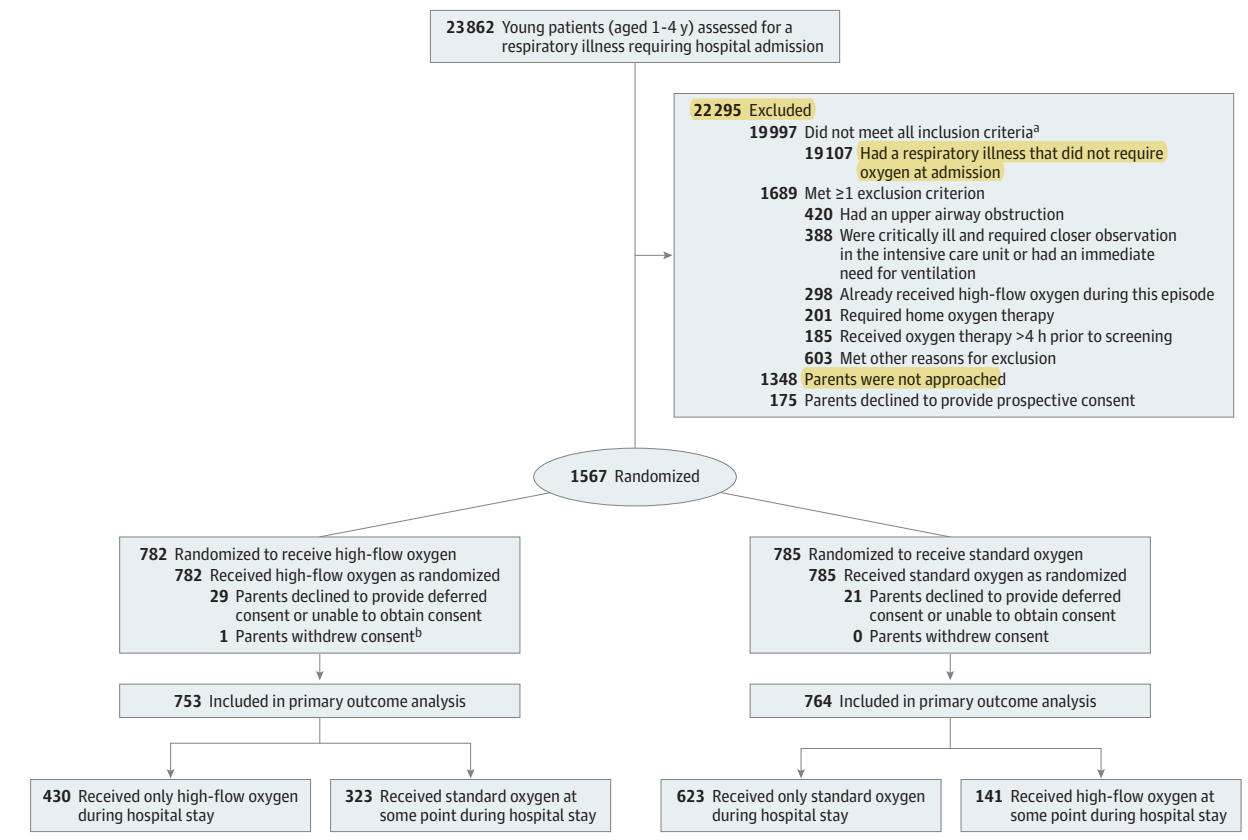 23862 Young patients (aged 1-4 y) assessed for a
respiratory illness requiring hospital admission
22295 Excluded
19997 Did not meet all inclusion criteriaa
19107 Had a respiratory illness that did not require
oxygen at admission
1689 Met ≥1 exclusion criterion
420 Had an upper airway obstruction
388 Were critically ill and required closer observation
in the intensive care unit or had an immediate
need for ventilation
298 Already received high-flow oxygen during this episode
201 Required home oxygen therapy
185 Received oxygen therapy >4 h prior to screening
603 Met other reasons for exclusion
1348 Parents were not approached
175 Parents declined to provide prospective consent
1567 Randomized
782 Randomized to receive high-flow oxygen
782 Received high-flow oxygen as randomized
29 Parents declined to provide deferred
consent or unable to obtain consent
1 Parents withdrew consentb
785 Randomized to receive standard oxygen
785 Received standard oxygen as randomized
21 Parents declined to provide deferred
consent or unable to obtain consent
0 Parents withdrew consent
753 Included in primary outcome analysis
764 Included in primary outcome analysis
430 Received only high-flow oxygen
during hospital stay
323 Received standard oxygen at
some point during hospital stay
623 Received only standard oxygen
during hospital stay
141 Received high-flow oxygen at
some point during hospital stay